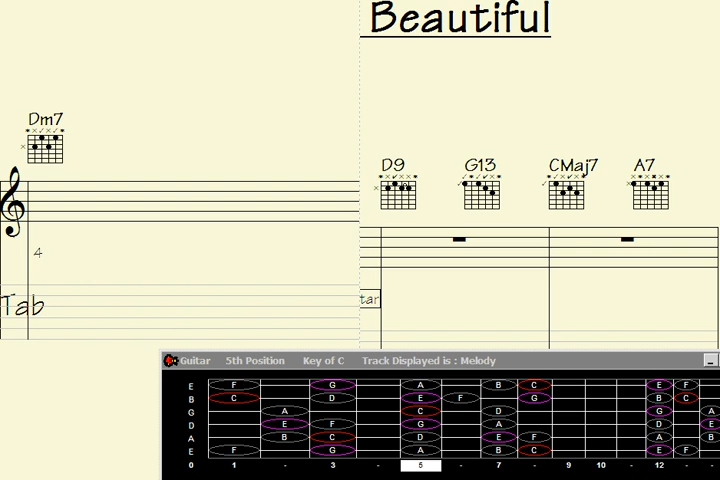 Beautiful
Dm7
D9 G13 CMaj7 A7
4
Tab
tar
Guitar 5th Position Key of C Track Displayed is : Melody
E F G A B C E F
B C D E F G B C
G A C D G A
D E F G A D E
A B C D E F A B
E F G A B C E F
0 1 - 3 - 5 - 7 - 9 10 - 12 - -